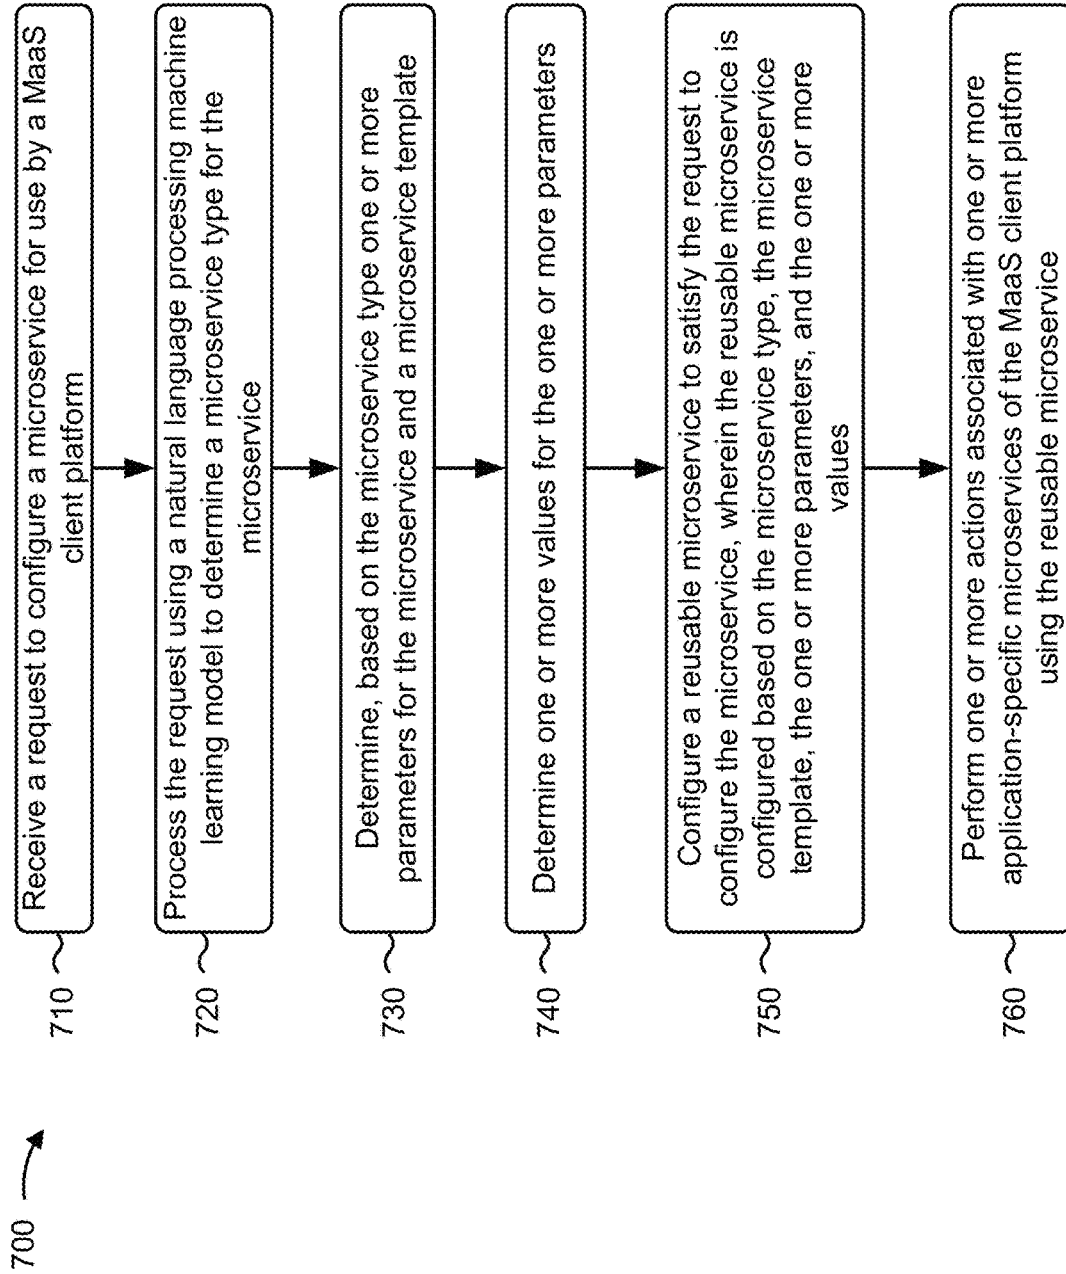 700
710
Receive a request to configure a microservice for use by a MaaS
client platform
720
Process the request using a natural language processing machine
learning model to determine a microservice type for the
microservice
730
Determine, based on the microservice type one or more
parameters for the microservice and a microservice template
740
Determine one or more values for the one or more parameters
750
Configure a reusable microservice to satisfy the request to
configure the microservice, wherein the reusable microservice is
configured based on the microservice type, the microservice
template, the one or more parameters, and the one or more
values
760
Perform one or more actions associated with one or more
application-specific microservices of the MaaS client platform
using the reusable microservice